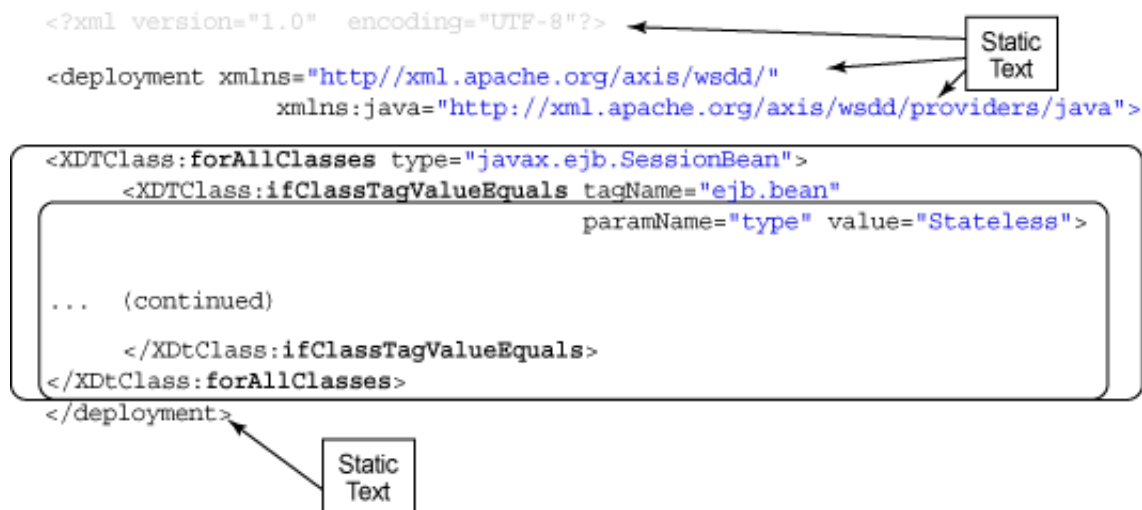 <?xml version="1.0"  encoding="UTF-8"?>
Static
Text
<deployment xmlns="http//xml.apache.org/axis/wsdd/"
xmlns:java="http://xml.apache.org/axis/wsdd/providers/java">
<XDTClass:forAllClasses type="javax.ejb.SessionBean">
<XDTClass:ifClassTagValueEquals tagName="ejb.bean"
paramName="type" value="Stateless">
... (continued)
</XDtClass:ifClassTagValueEquals>
</XDtClass:forAllClasses>
</deployment>
Static
Text